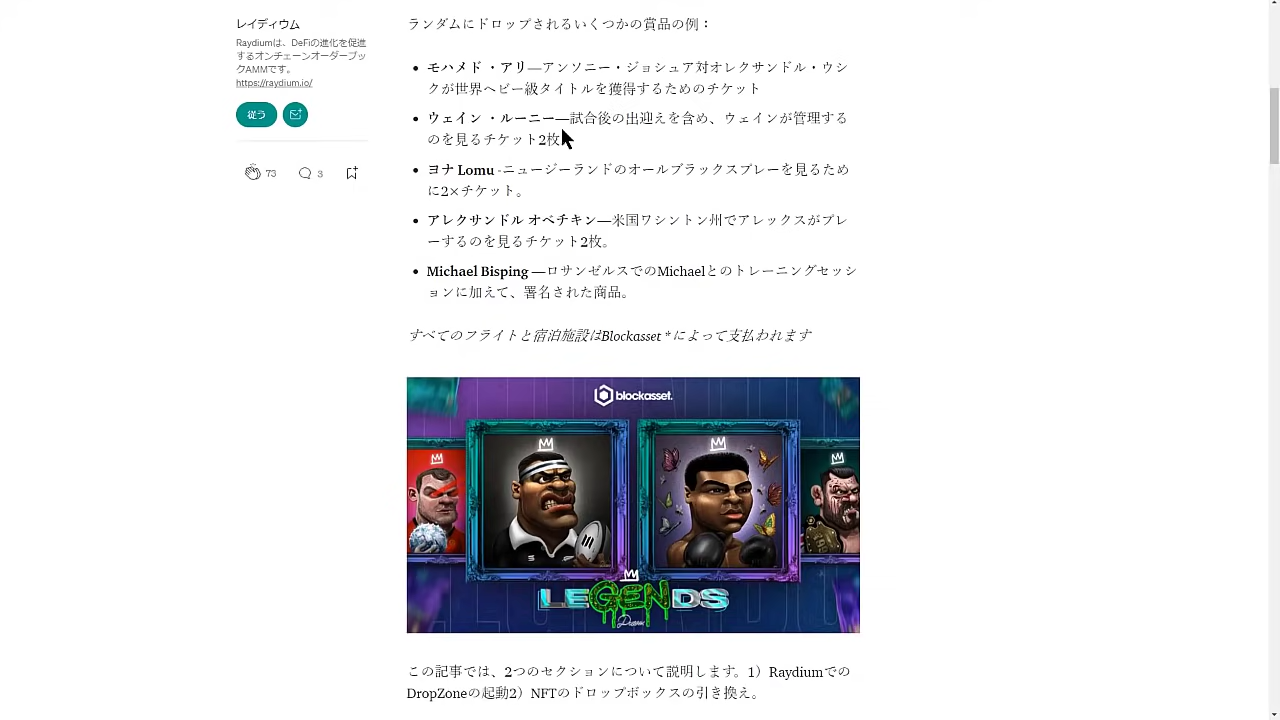 レイディウム
Raydiumは、DeFiの進化を促進
するオンチェーンオーダーブッ
クAMMです。
https://raydium.io/
従う
73
3
ランダムにドロップされるいくつかの賞品の例：
モハメド ・アリ—アンソニー・ジョシュア対オレクサンドル・ウシ
クが世界ヘビー級タイトルを獲得するためのチケット
ウェイン ・ルーニー—試合後の出迎えを含め、ウェインが管理する
のを見るチケット2枚
ヨナ Lomu -ニュージーランドのオールブラックスプレーを見るため
に2×チケット。
アレクサンドル オベチキン—米国ワシントン州でアレックスがプレ
ーするのを見るチケット2枚。
Michael Bisping —ロサンゼルスでのMichaelとのトレーニングセッシ
ョンに加えて、署名された商品。
すべてのフライトと宿泊施設はBlockasset *によって支払われます
blockasset.
LEGENDS
この記事では、2つのセクションについて説明します。1）Raydiumでの
DropZoneの起動2）NFTのドロップボックスの引き換え。